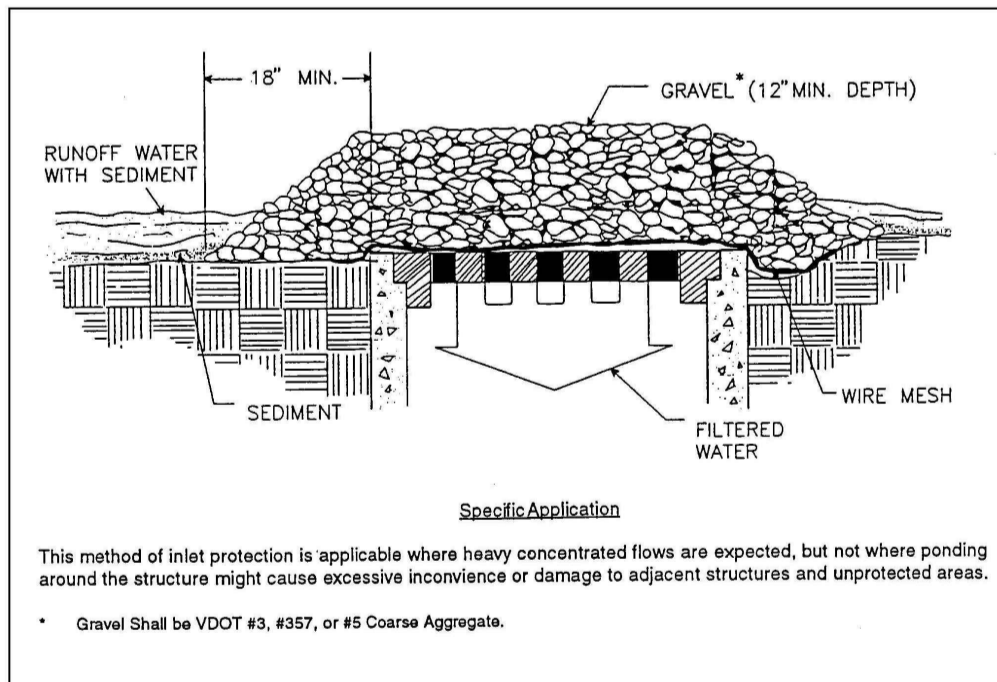 18" MIN.
GRAVEL* (12" MIN. DEPTH)
RUNOFF WATER
WITH SEDIMENT
SEDIMENT
WIRE MESH
FILTERED
WATER
Specific Application
This method of inlet protection is applicable where heavy concentrated flows are expected, but not where ponding
around the structure might cause excessive inconvience or damage to adjacent structures and unprotected areas.
* Gravel Shall be VDOT #3, #357, or #5 Coarse Aggregate.